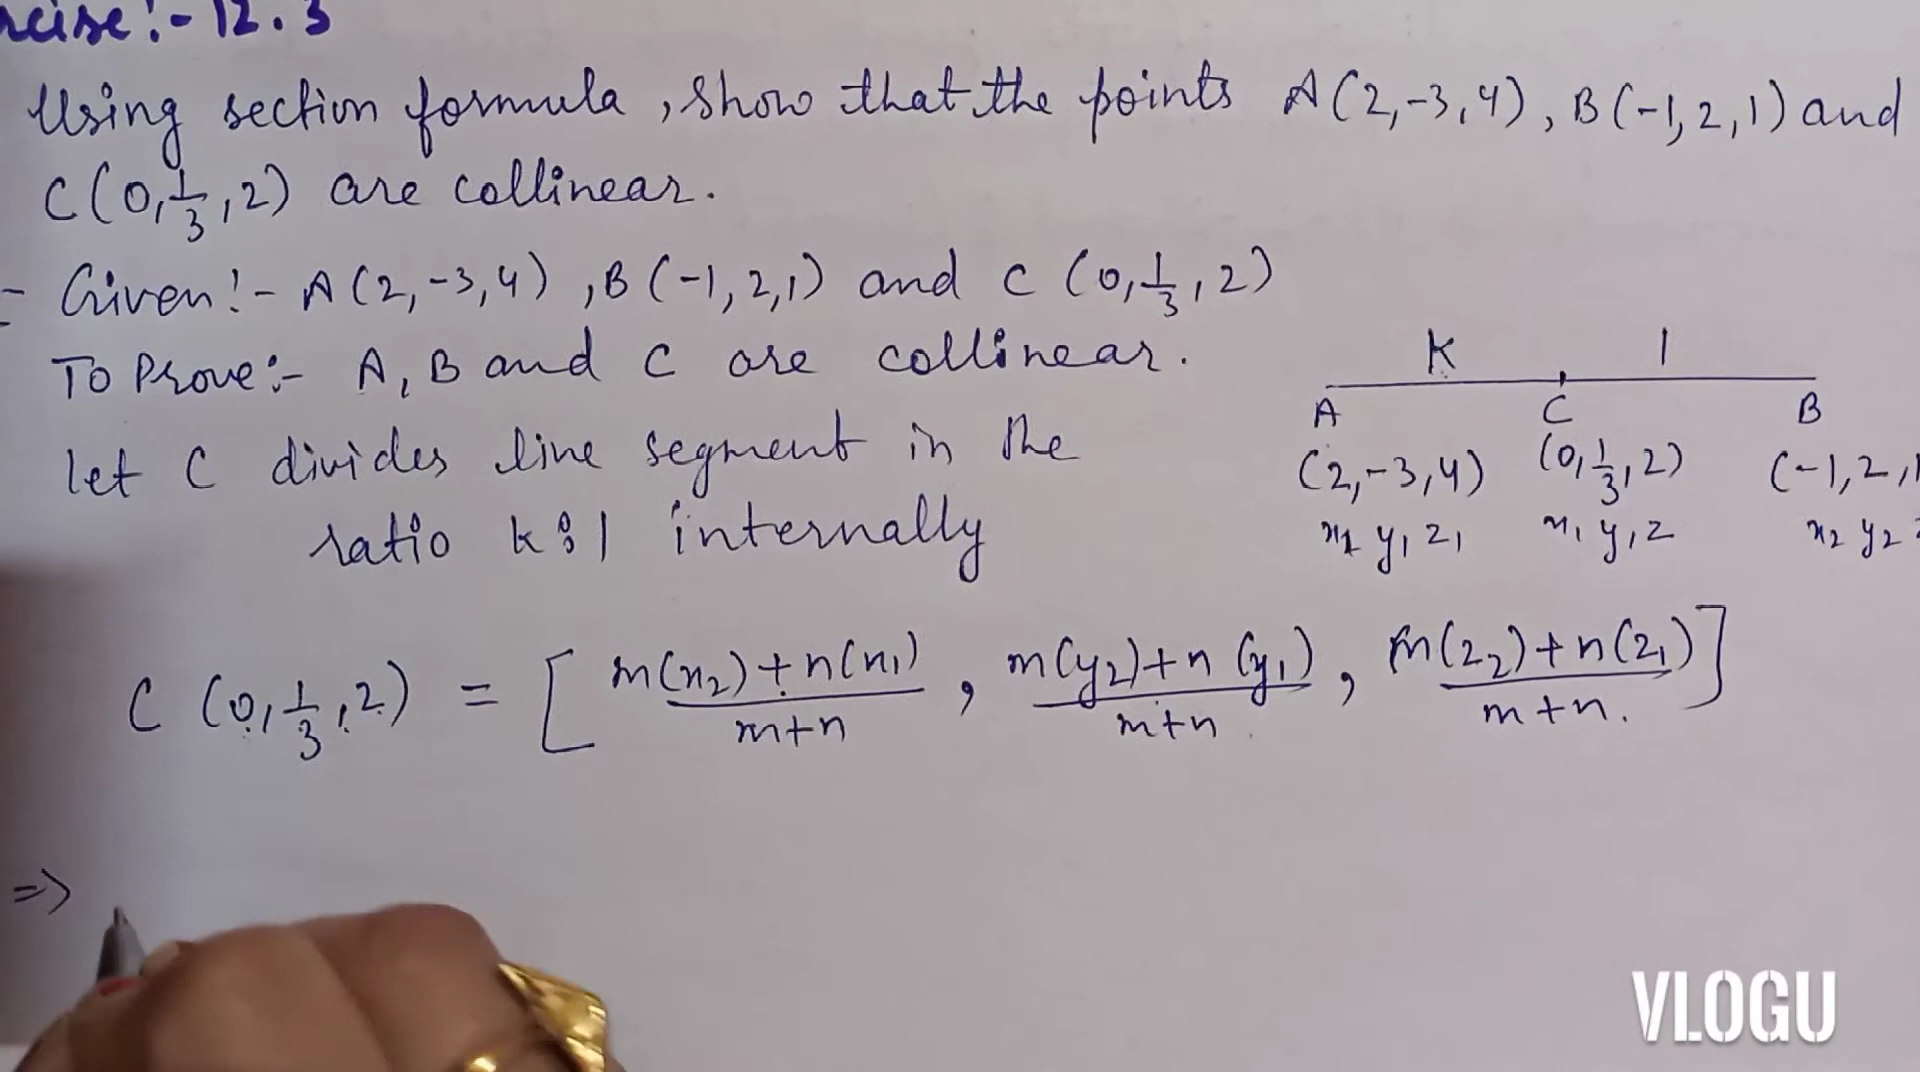 rcise:- 12.3
Using section formula, show that the points A(2,-3,4), B(-1,2,1) and
C(0,1/3,2) are collinear.
Given:- A(2,-3,4), B(-1,2,1) and C(0,1/3,2)
To Prove:- A, B and C are collinear.
K 1
A C B
(2,-3,4) (0,1/3,2) (-1,2,1
x1 y1 z1 x, y, z x2 y2
let C divides line segment in the
ratio k:1 internally
C(0,1/3,2) = [ m(x2)+n(x1)/m+n , m(y2)+n(y1)/m+n , m(z2)+n(z1)/m+n. ]
=>
VLOGU